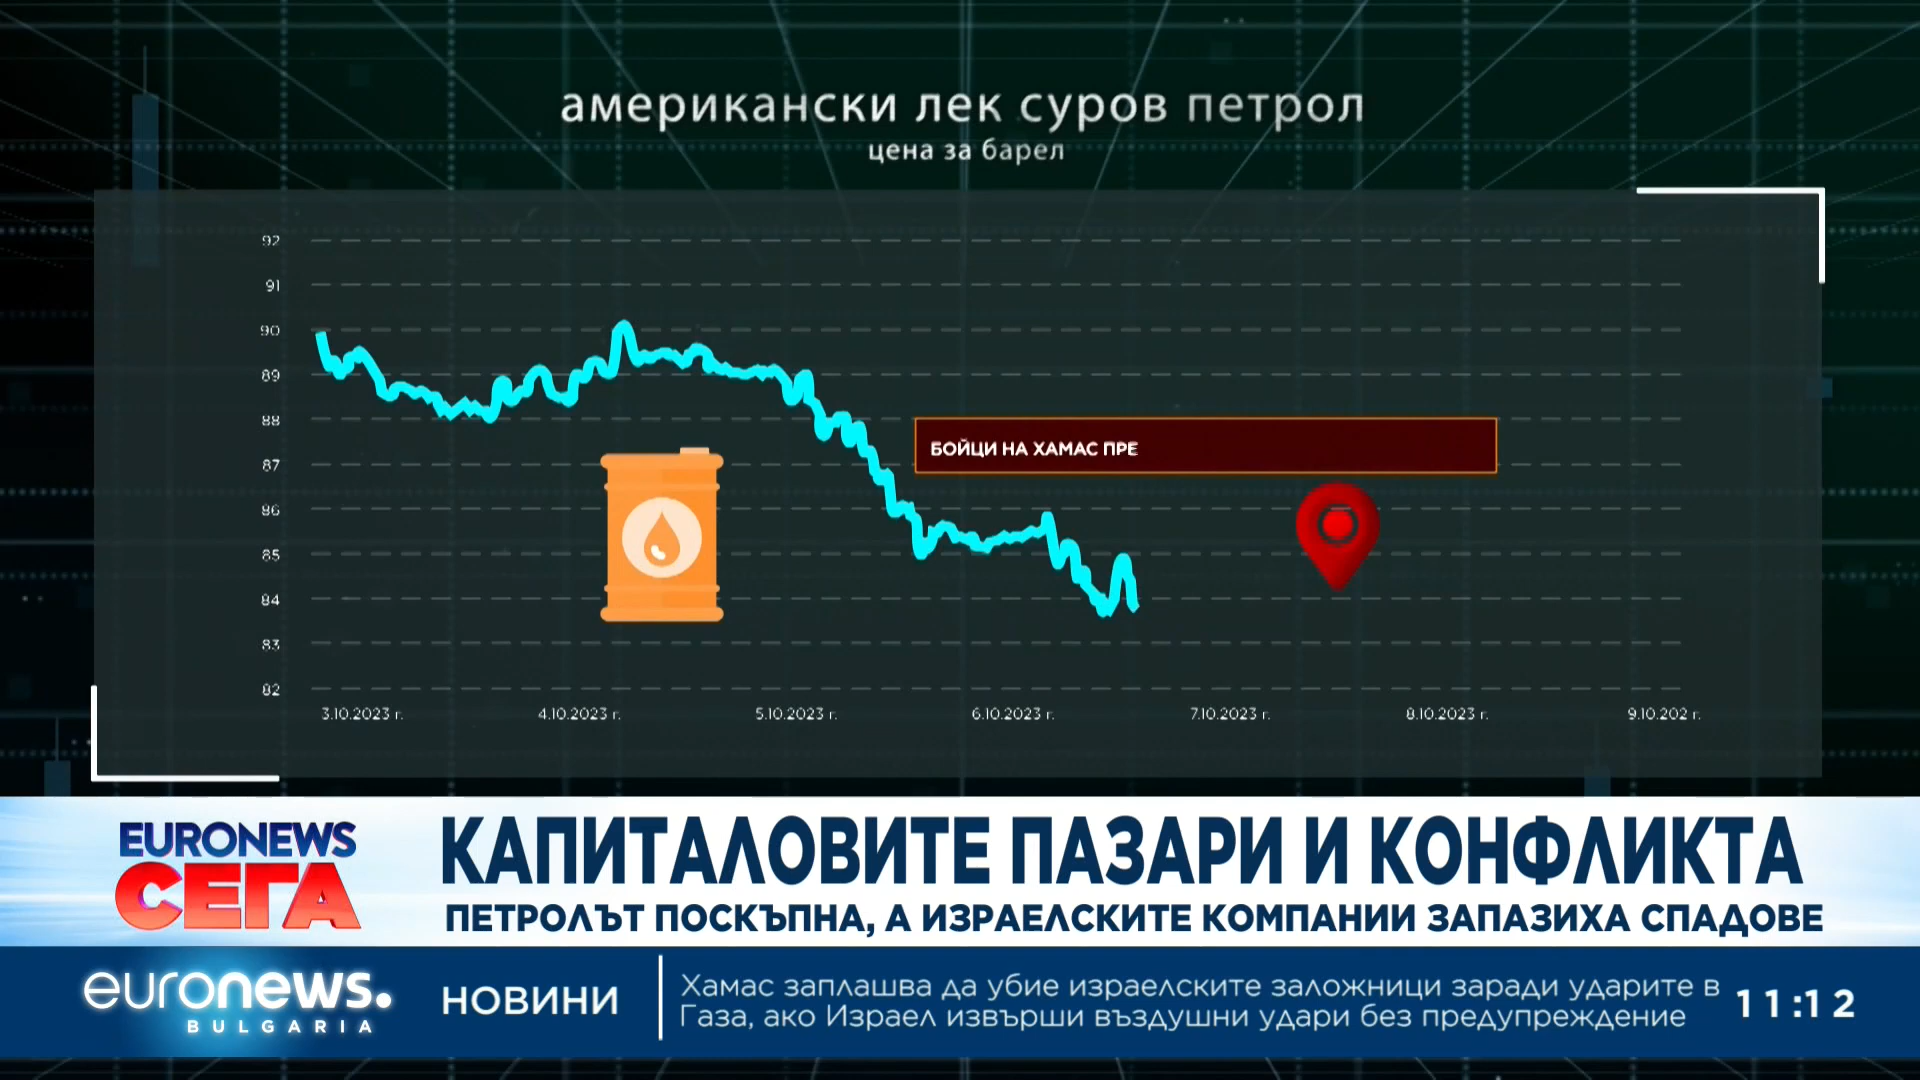 американски лек суров петрол
цена за барел
92
91
90
89
88
87
86
85
84
83
82
БОЙЦИ НА ХАМАС ПРЕ
3.10.2023 г.
4.10.2023 г.
5.10.2023 г.
6.10.2023 г.
7.10.2023 г.
8.10.2023 г.
9.10.202 г.
EURONEWS
СЕГА
КАПИТАЛОВИТЕ ПАЗАРИ И КОНФЛИКТА
ПЕТРОЛЪТ ПОСКЪПНА, А ИЗРАЕЛСКИТЕ КОМПАНИИ ЗАПАЗИХА СПАДОВЕ
euronews.
BULGARIA
НОВИНИ
Хамас заплашва да убие израелските заложници заради ударите в
Газа, ако Израел извърши въздушни удари без предупреждение
11:12